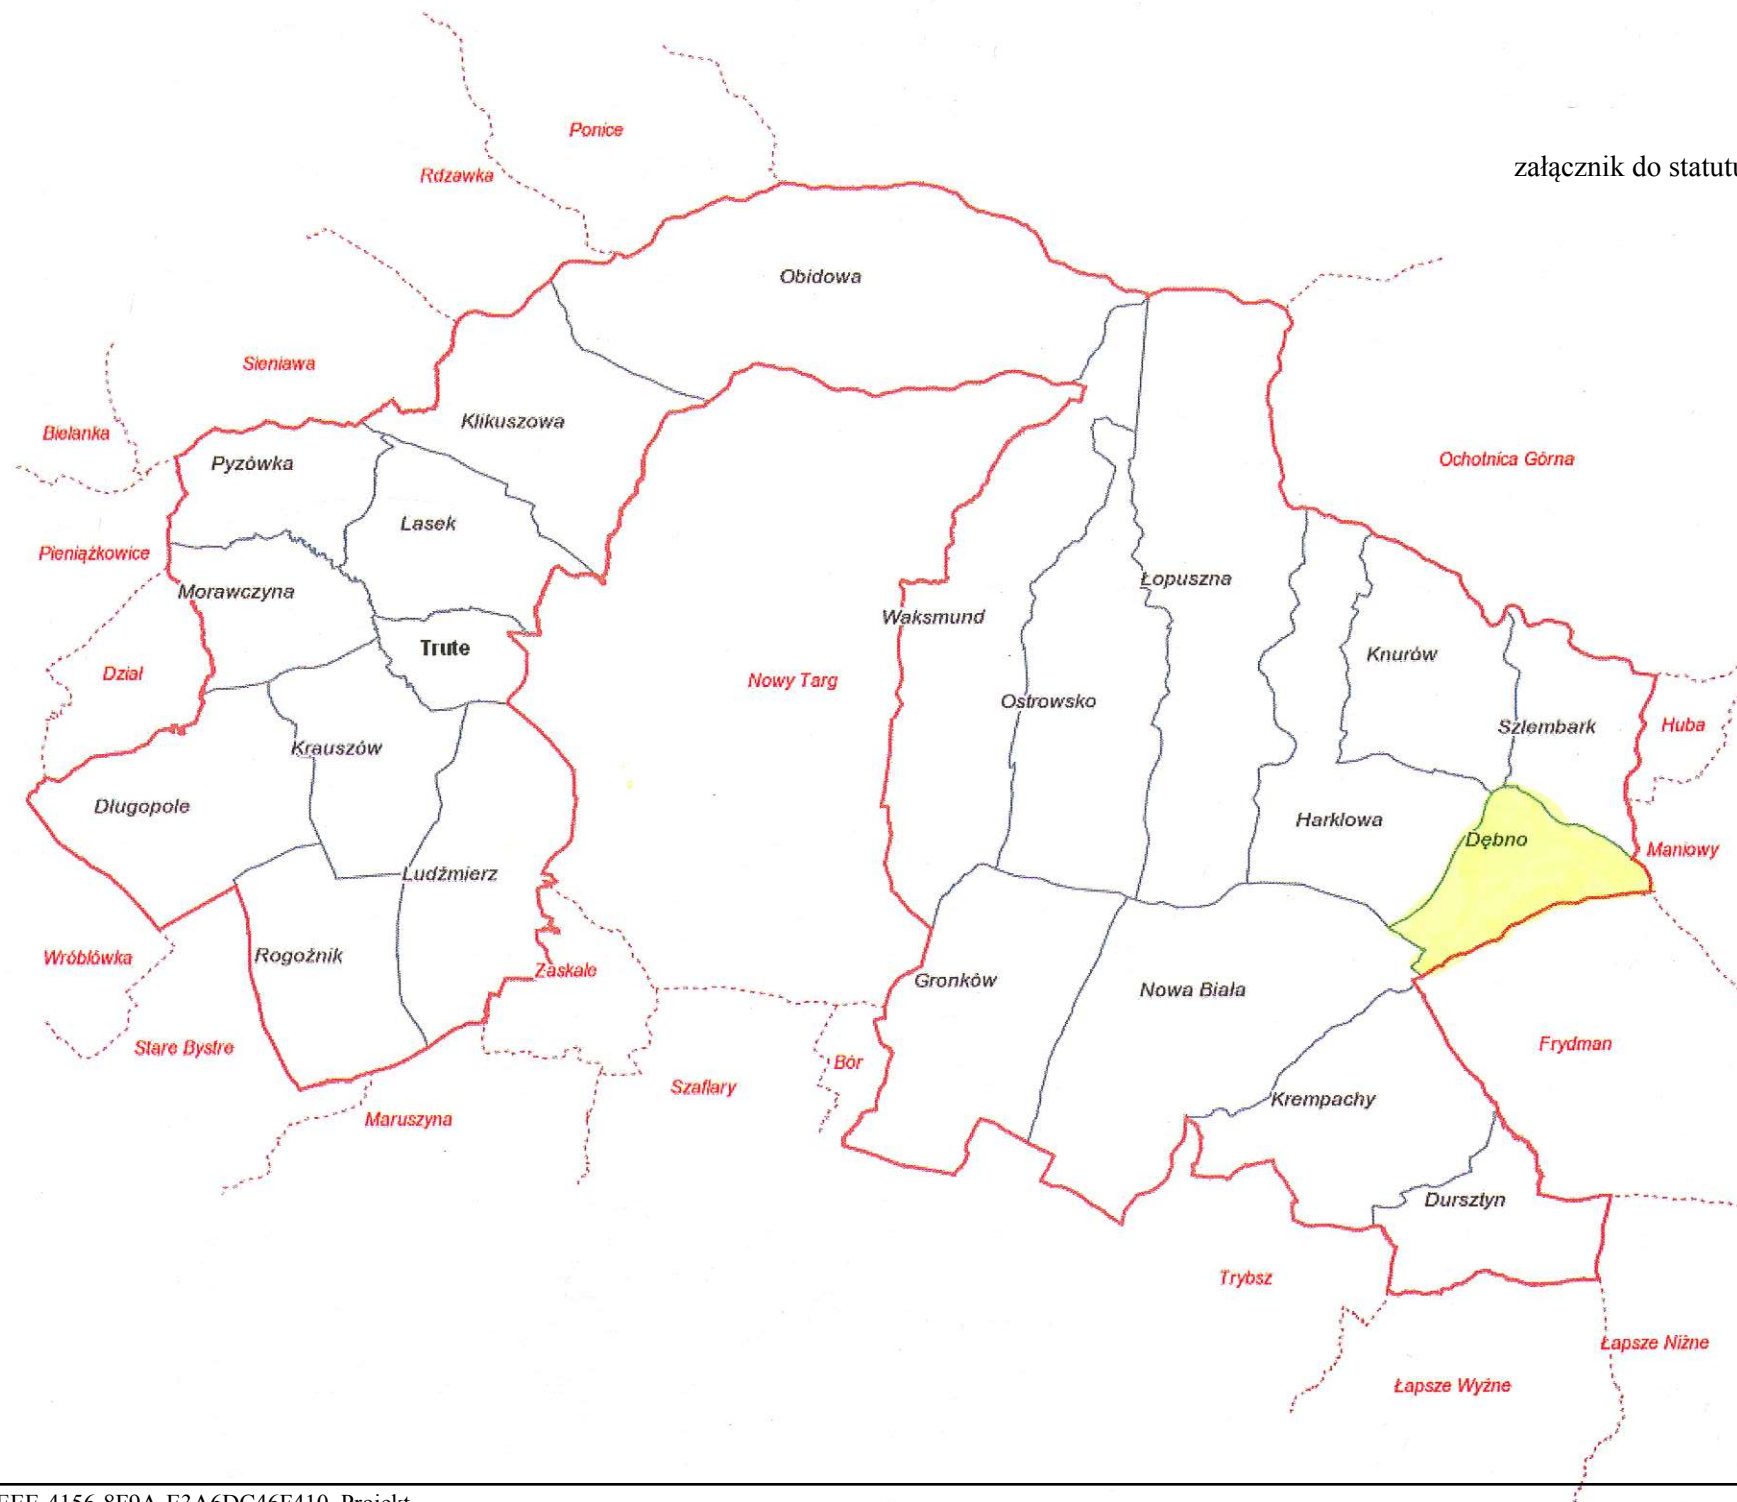 Ponice
załącznik do statutu
Rdzawka
Obidowa
Sieniawa
Klikuszowa
Bielanka
Pyzówka
Ochotnica Górna
Lasek
Pieniążkowice
Łopuszna
Morawczyna
Waksmund
Trute
Knurów
Dział
Nowy Targ
Ostrowsko
Szlembark
Huba
Krauszów
Długopole
Harklowa
Dębno
Maniowy
Ludźmierz
Rogoźnik
Wróblówka
Zaskale
Gronków
Nowa Biała
Stare Bystre
Frydman
Bór
Szaflary
Krempachy
Maruszyna
Dursztyn
Trybsz
Łapsze Niżne
Łapsze Wyżne